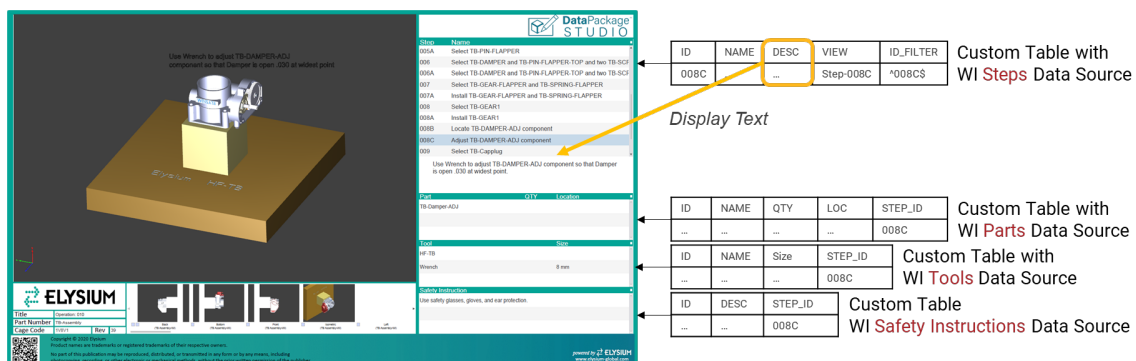 Use Wrench to adjust TB-DAMPER-ADJ
component so that Damper is open .030 at widest point
Elysium HF-TB
DataPackage
STUDIO
Step Name
005A Select TB-PIN-FLAPPER
006 Select TB-DAMPER and TB-PIN-FLAPPER-TOP and two TB-SCF
006A Select TB-DAMPER and TB-PIN-FLAPPER-TOP and two TB-SCF
007 Select TB-GEAR-FLAPPER and TB-SPRING-FLAPPER
007A Install TB-GEAR-FLAPPER and TB-SPRING-FLAPPER
008 Select TB-GEAR1
008A Install TB-GEAR1
008B Locate TB-DAMPER-ADJ component
008C Adjust TB-DAMPER-ADJ component
009 Select TB-Capplug
Use Wrench to adjust TB-DAMPER-ADJ component so that Damper
is open .030 at widest point.
Part QTY Location
TB-Damper-ADJ
Tool Size
HF-TB
Wrench 8 mm
Safety Instruction
Use safety glasses, gloves, and ear protection.
ELYSIUM
Title Operation .010
Part Number TB-Assembly
Cage Code 1V8V1 Rev 39
Copyright © 2020 Elysium
Product names are trademarks or registered trademarks of their respective owners.
No part of this publication may be reproduced, distributed, or transmitted in any form or by any means, including
powered by ELYSIUM
www.elysium-global.com
ID NAME DESC VIEW ID_FILTER
008C ... ... Step-008C ^008C$
Custom Table with
WI Steps Data Source
Display Text
ID NAME QTY LOC STEP_ID
... ... ... ... 008C
Custom Table with
WI Parts Data Source
ID NAME Size STEP_ID
... ... ... 008C
Custom Table with
WI Tools Data Source
ID DESC STEP_ID
... ... 008C
Custom Table
WI Safety Instructions Data Source